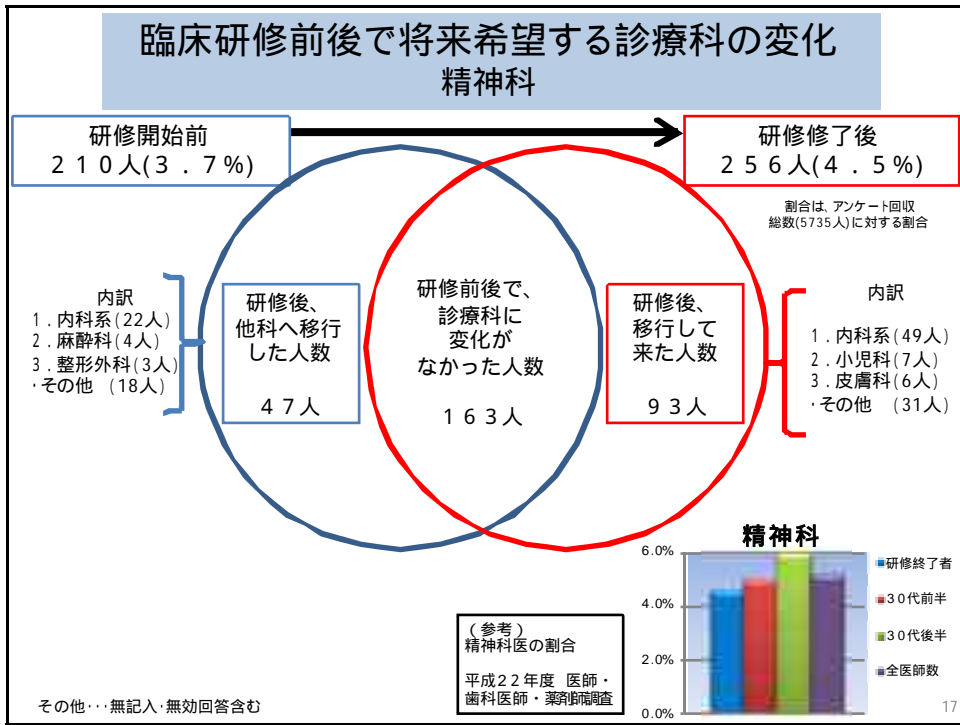 臨床研修前後で将来希望する診療科の変化
精神科
研修開始前
210人(3.7%)
研修修了後
256人(4.5%)
割合は、アンケート回収
総数(5735人)に対する割合
内訳
1.内科系(22人)
2.麻酔科(4人)
3.整形外科(3人)
・その他 (18人)
研修後、
他科へ移行
した人数
47人
研修前後で、
診療科に
変化が
なかった人数
163人
研修後、
移行して
来た人数
93人
内訳
1.内科系(49人)
2.小児科(7人)
3.皮膚科(6人)
・その他 (31人)
精神科
6.0%
4.0%
2.0%
0.0%
研修終了者
30代前半
30代後半
全医師数
(参考)
精神科医の割合
平成22年度 医師・
歯科医師・薬剤師調査
その他・・・無記入・無効回答含む
17